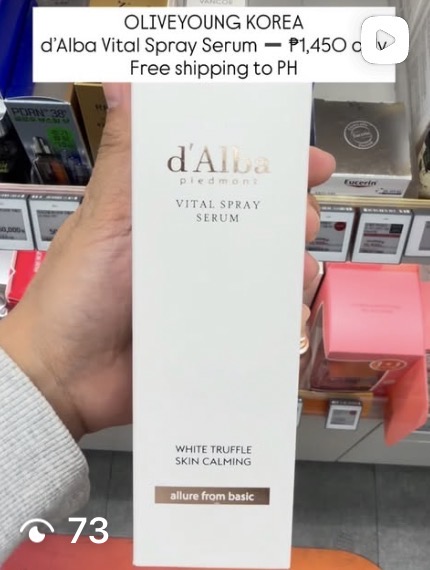 OLIVEYOUNG KOREA
d'Alba Vital Spray Serum — ₱1,450
Free shipping to PH
d'Alba
piedmont
VITAL SPRAY
SERUM
Eucerin
WHITE TRUFFLE
SKIN CALMING
allure from basic
73